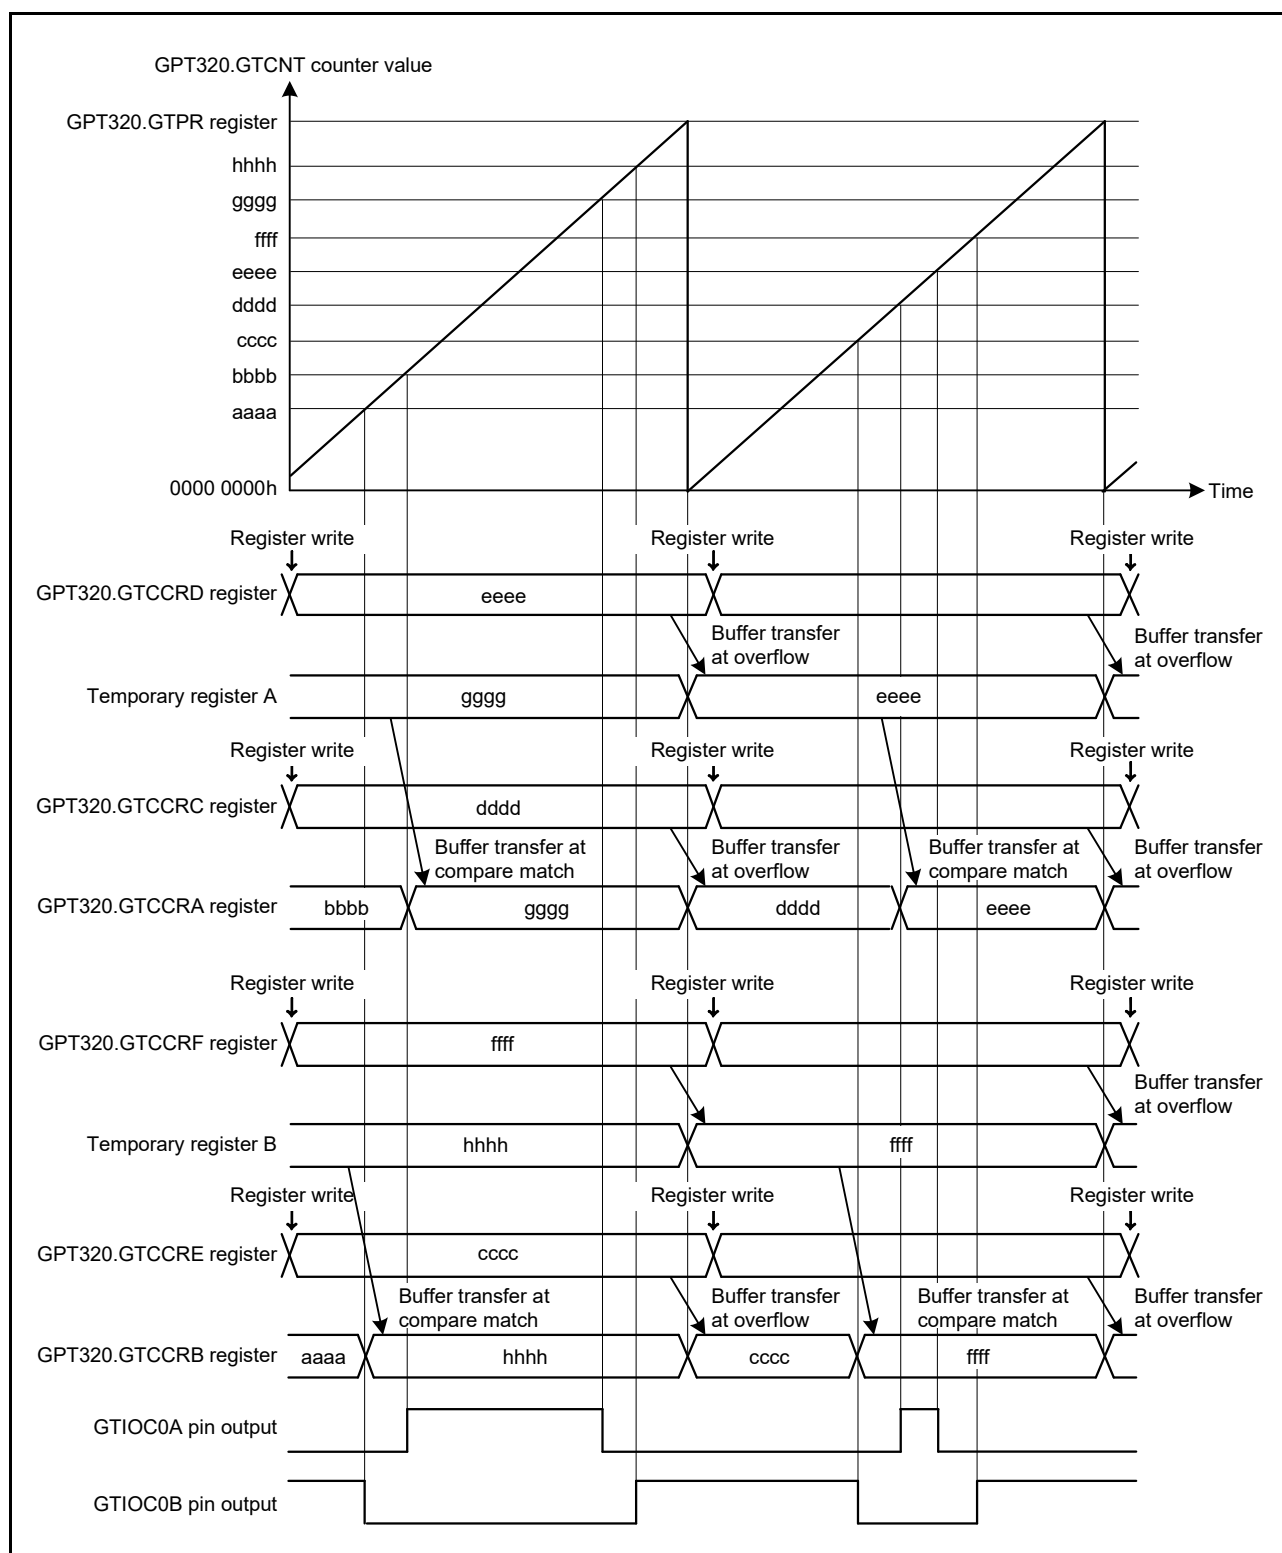 GPT320.GTCNT counter value
GPT320.GTPR register
hhhh
gggg
ffff
eeee
dddd
cccc
bbbb
aaaa
0000 0000h
Time
Register write Register write Register write
GPT320.GTCCRD register
eeee
Buffer transfer
at overflow
Buffer transfer
at overflow
Temporary register A
gggg
eeee
Register write Register write Register write
GPT320.GTCCRC register
dddd
Buffer transfer at
compare match
Buffer transfer
at overflow
Buffer transfer at
compare match
Buffer transfer
at overflow
GPT320.GTCCRA register
bbbb
gggg
dddd
eeee
Register write Register write Register write
GPT320.GTCCRF register
ffff
Buffer transfer
at overflow
Temporary register B
hhhh
ffff
Register write Register write Register write
GPT320.GTCCRE register
cccc
Buffer transfer at
compare match
Buffer transfer
at overflow
Buffer transfer at
compare match
Buffer transfer
at overflow
GPT320.GTCCRB register
aaaa
hhhh
cccc
ffff
GTIOC0A pin output
GTIOC0B pin output